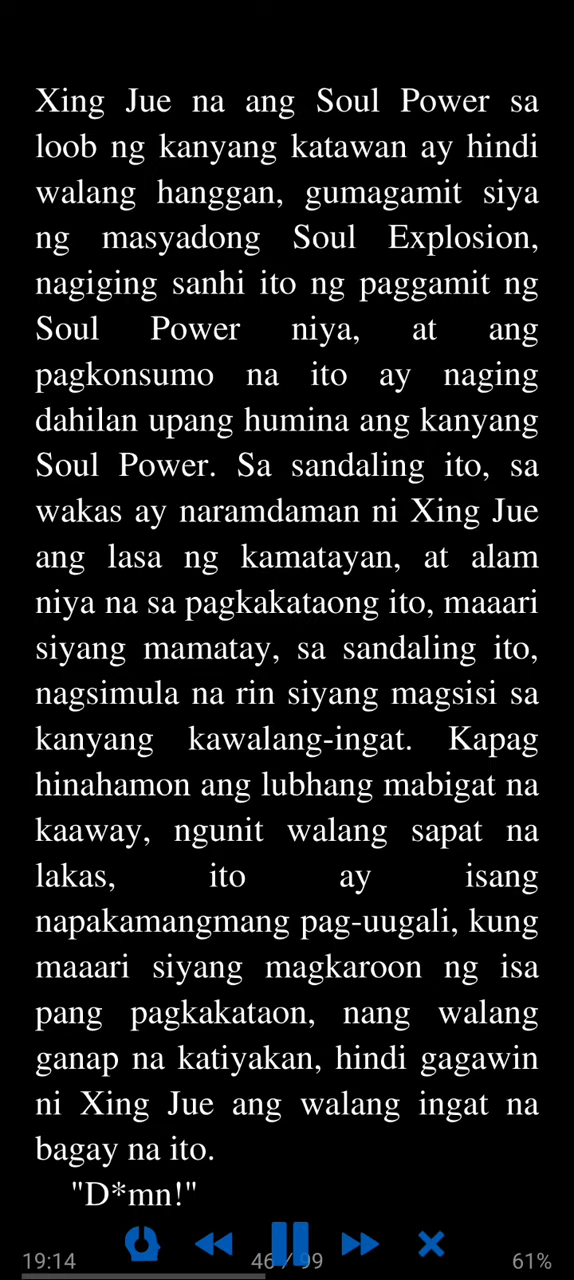 Xing Jue na ang Soul Power sa
loob ng kanyang katawan ay hindi
walang hanggan, gumagamit siya
ng masyadong Soul Explosion,
nagiging sanhi ito ng paggamit ng
Soul Power niya, at ang
pagkonsumo na ito ay naging
dahilan upang humina ang kanyang
Soul Power. Sa sandaling ito, sa
wakas ay naramdaman ni Xing Jue
ang lasa ng kamatayan, at alam
niya na sa pagkakataong ito, maaari
siyang mamatay, sa sandaling ito,
nagsimula na rin siyang magsisi sa
kanyang kawalang-ingat. Kapag
hinahamon ang lubhang mabigat na
kaaway, ngunit walang sapat na
lakas, ito ay isang
napakamangmang pag-uugali, kung
maaari siyang magkaroon ng isa
pang pagkakataon, nang walang
ganap na katiyakan, hindi gagawin
ni Xing Jue ang walang ingat na
bagay na ito.
"D*mn!"
19:14 46 / 99 61%